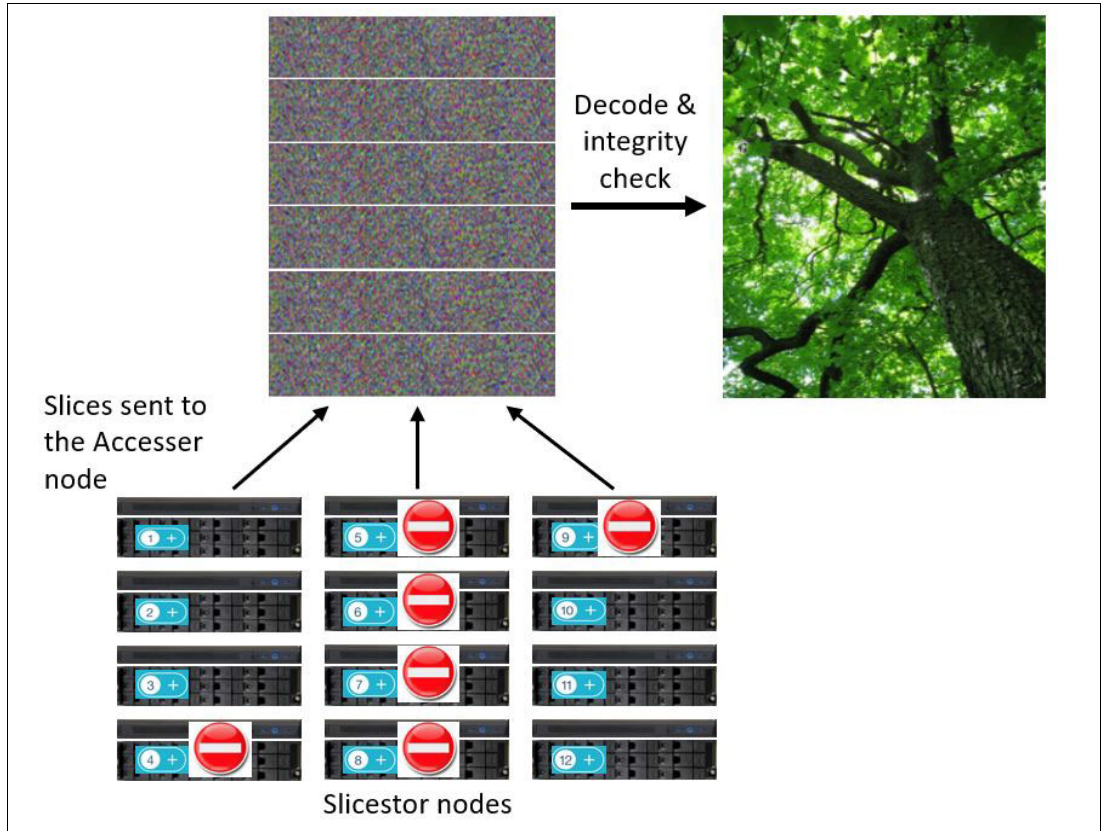 Decode &
integrity
check
Slices sent to
the Accesser
node
1 +
5 +
9 +
2 +
6 +
10 +
3 +
7 +
11 +
4 +
8 +
12 +
Slicestor nodes